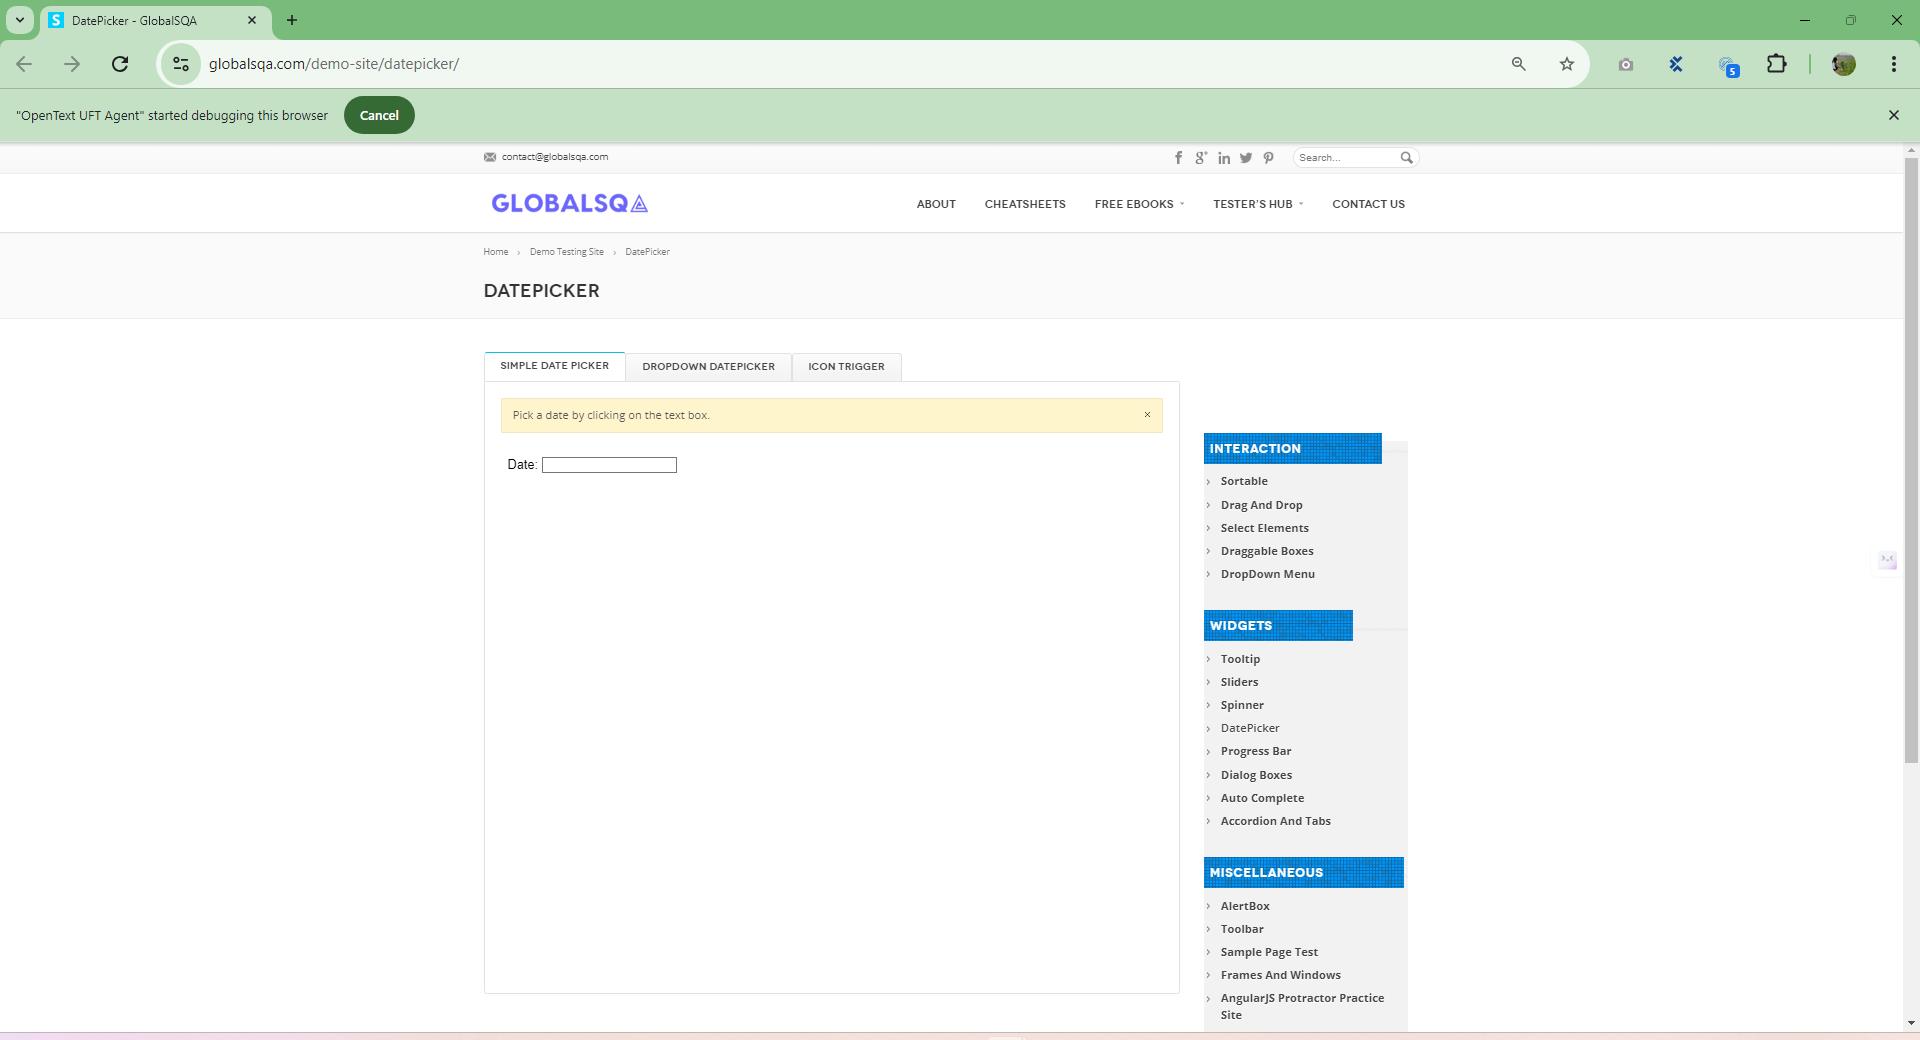 DatePicker - GlobalSQA
globalsqa.com/demo-site/datepicker/
5
"OpenText UFT Agent" started debugging this browser
Cancel
contact@globalsqa.com
Search...
GLOBALSQA
ABOUT
CHEATSHEETS
FREE EBOOKS
TESTER'S HUB
CONTACT US
Home › Demo Testing Site › DatePicker
DATEPICKER
SIMPLE DATE PICKER
DROPDOWN DATEPICKER
ICON TRIGGER
Pick a date by clicking on the text box.
Date:
INTERACTION
Sortable
Drag And Drop
Select Elements
Draggable Boxes
DropDown Menu
WIDGETS
Tooltip
Sliders
Spinner
DatePicker
Progress Bar
Dialog Boxes
Auto Complete
Accordion And Tabs
MISCELLANEOUS
AlertBox
Toolbar
Sample Page Test
Frames And Windows
AngularJS Protractor Practice
Site